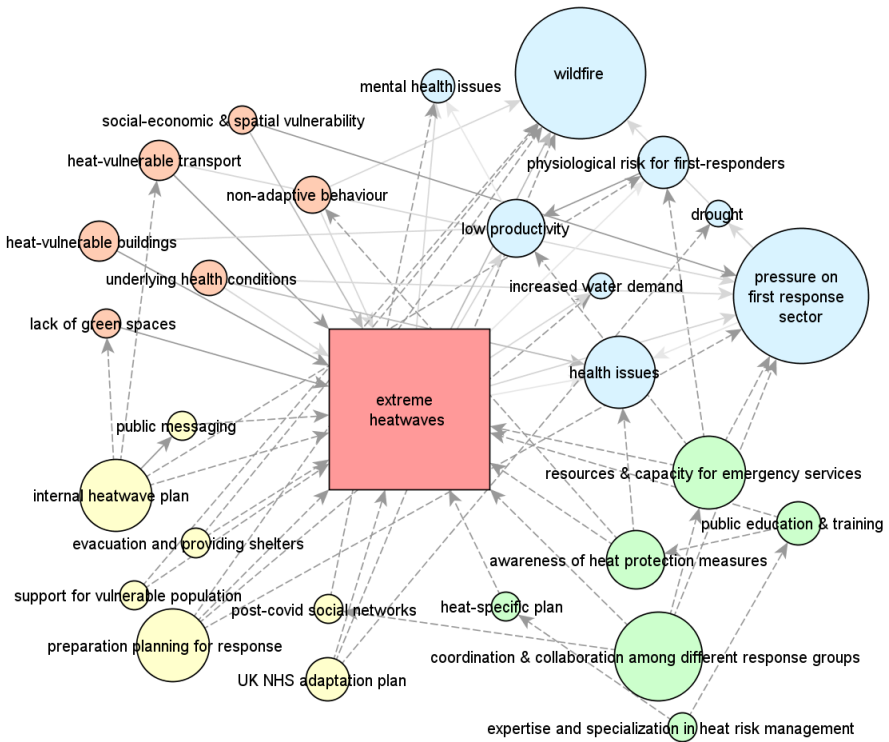 wildfire
mental health issues
social-economic & spatial vulnerability
heat-vulnerable transport
physiological risk for first-responders
non-adaptive behaviour
drought
low productivity
heat-vulnerable buildings
underlying health conditions
increased water demand
pressure on
first response
sector
lack of green spaces
health issues
extreme
heatwaves
public messaging
resources & capacity for emergency services
internal heatwave plan
public education & training
evacuation and providing shelters
awareness of heat protection measures
support for vulnerable population
post-covid social networks
heat-specific plan
preparation planning for response
coordination & collaboration among different response groups
UK NHS adaptation plan
expertise and specialization in heat risk management